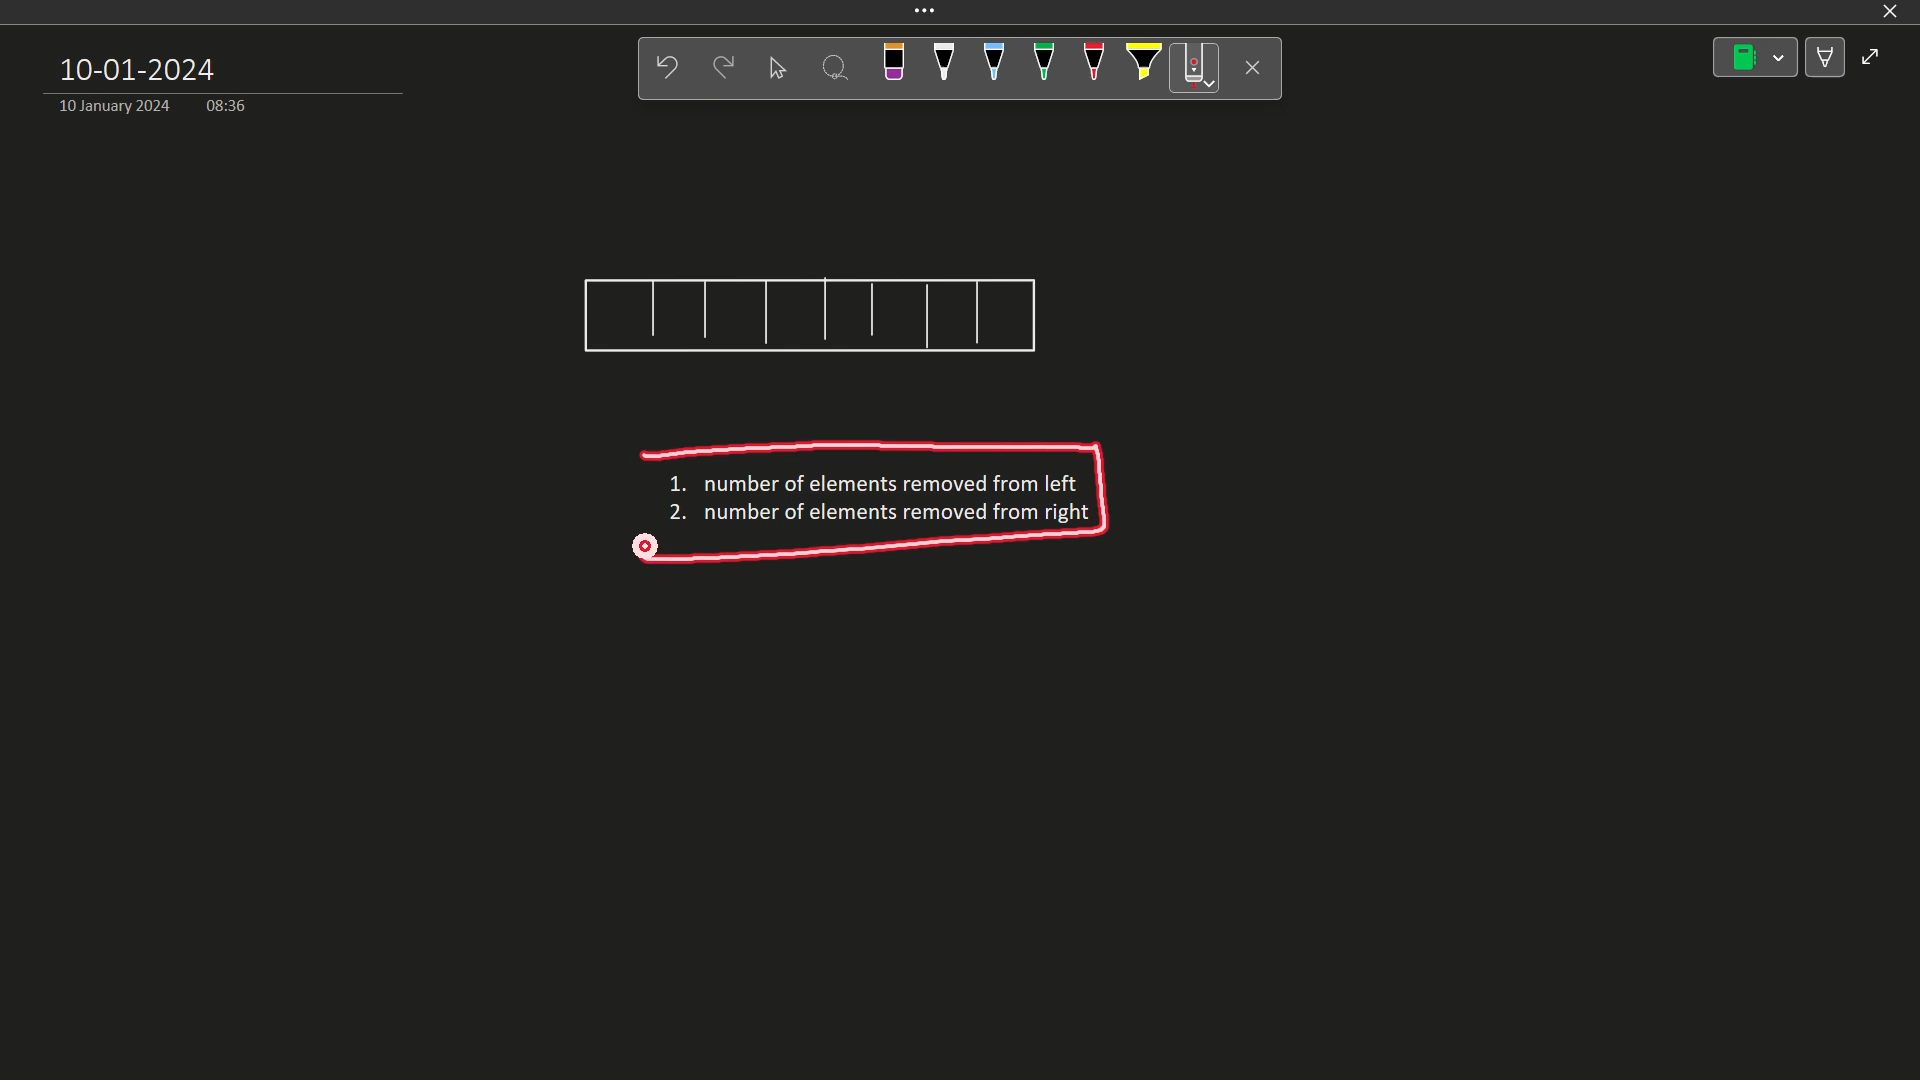 10-01-2024
10 January 2024 08:36
1. number of elements removed from left
2. number of elements removed from right